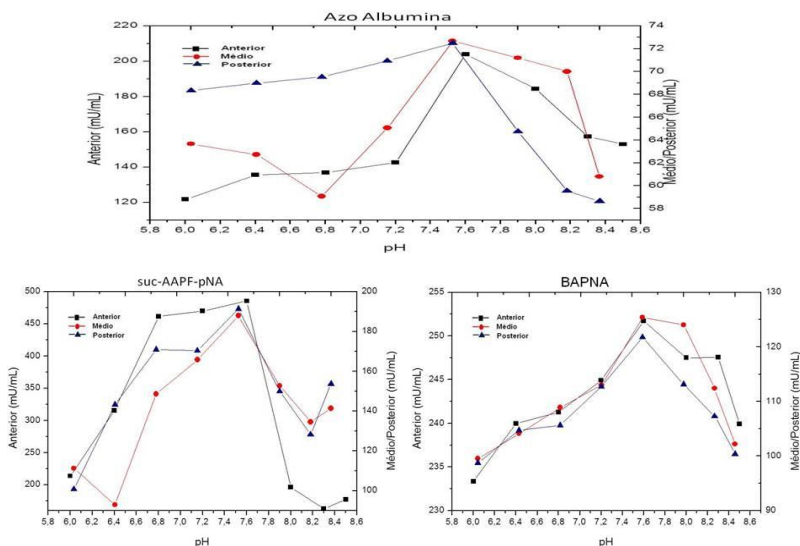 Azo Albumina
Anterior
Médio
Posterior
Anterior (mU/mL)
220
200
180
160
140
120
Médio/Posterior (mU/mL)
74
72
70
68
66
64
62
60
58
5,8 6,0 6,2 6,4 6,6 6,8 7,0 7,2 7,4 7,6 7,8 8,0 8,2 8,4 8,6
pH
suc-AAPF-pNA
Anterior
Médio
Posterior
Anterior (mU/mL)
500
450
400
350
300
250
200
Médio/Posterior (mU/mL)
200
180
160
140
120
100
5,8 6,0 6,2 6,4 6,6 6,8 7,0 7,2 7,4 7,6 7,8 8,0 8,2 8,4
pH
BAPNA
Anterior
Médio
Posterior
Anterior (mU/mL)
255
250
245
240
235
230
Médio/Posterior (mU/mL)
130
125
120
115
110
105
100
95
90
5,8 6,0 6,2 6,4 6,6 6,8 7,0 7,2 7,4 7,6 7,8 8,0 8,2 8,4 8,6
pH